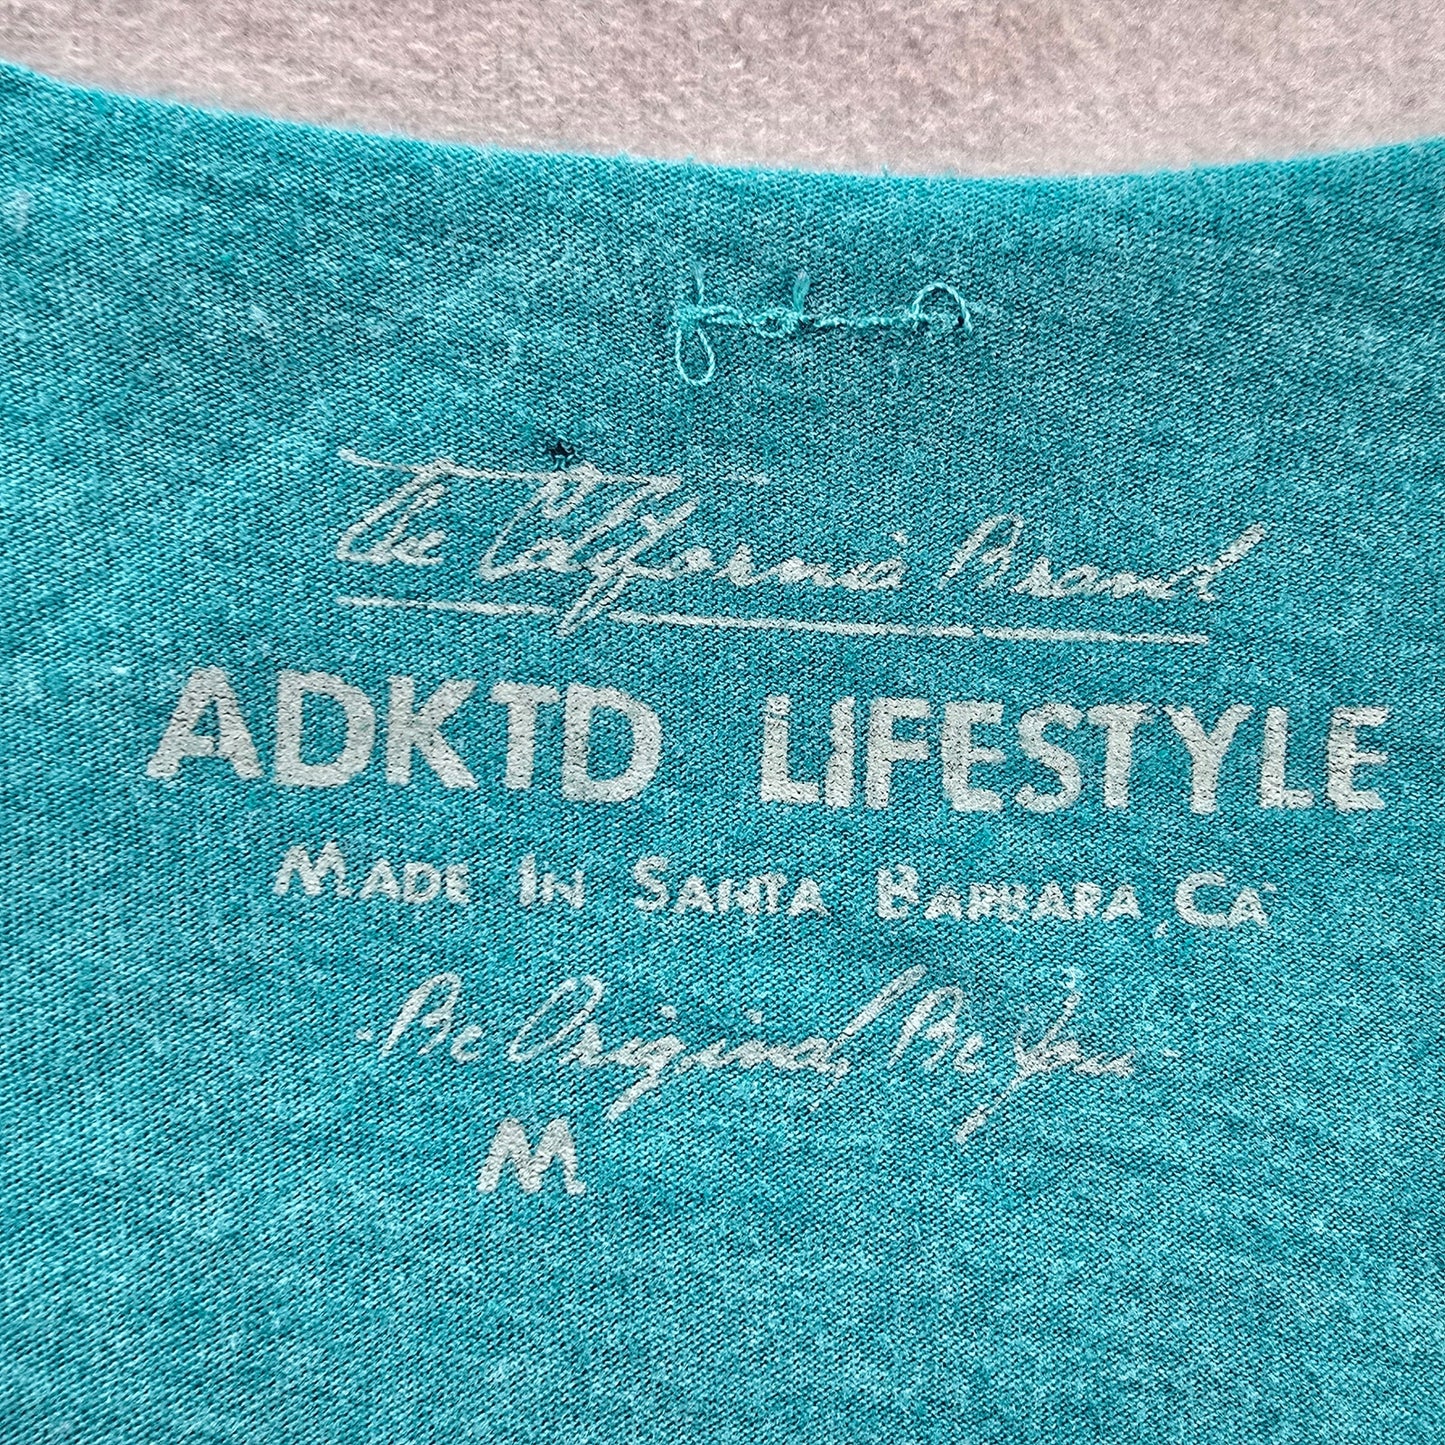 The California Brand
ADKTD LIFESTYLE
MADE IN SANTA BARBARA, CA
Be Original, Be You
M